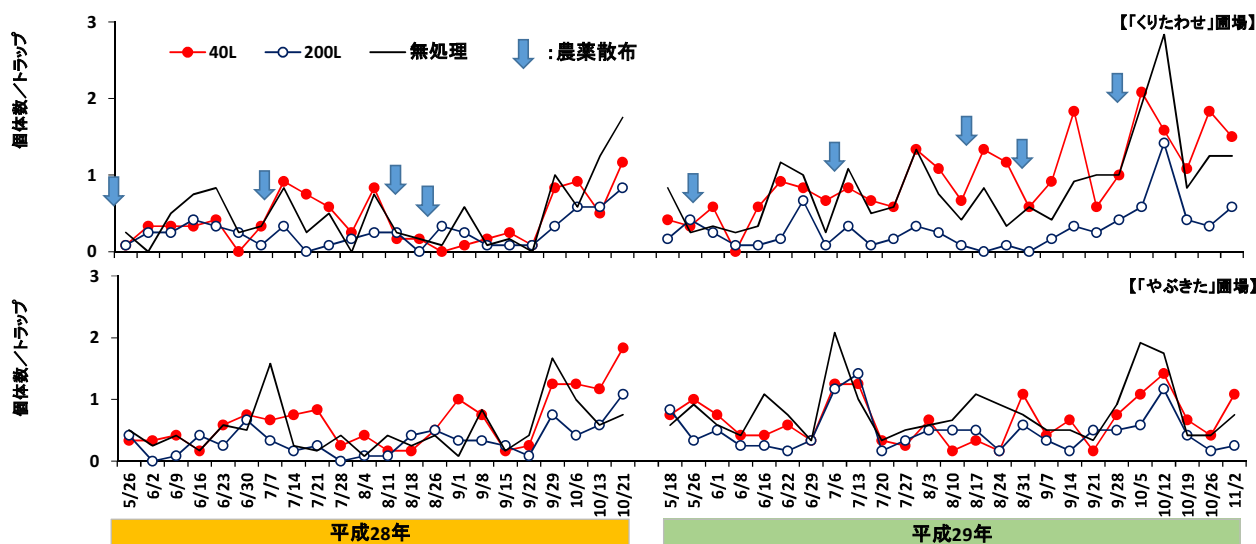 3
【「くりたわせ」圃場】
40L 200L 無処理 :農薬散布
2
1
0
個体数/トラップ
3
【「やぶきた」圃場】
2
1
0
個体数/トラップ
5/26 6/2 6/9 6/16 6/23 6/30 7/7 7/14 7/21 7/28 8/4 8/11 8/18 8/26 9/1 9/8 9/15 9/22 9/29 10/6 10/13 10/21 5/18 5/26 6/1 6/8 6/16 6/22 6/29 7/6 7/13 7/20 7/27 8/3 8/10 8/17 8/24 8/31 9/7 9/14 9/21 9/28 10/5 10/12 10/19 10/26 11/2
平成28年 平成29年